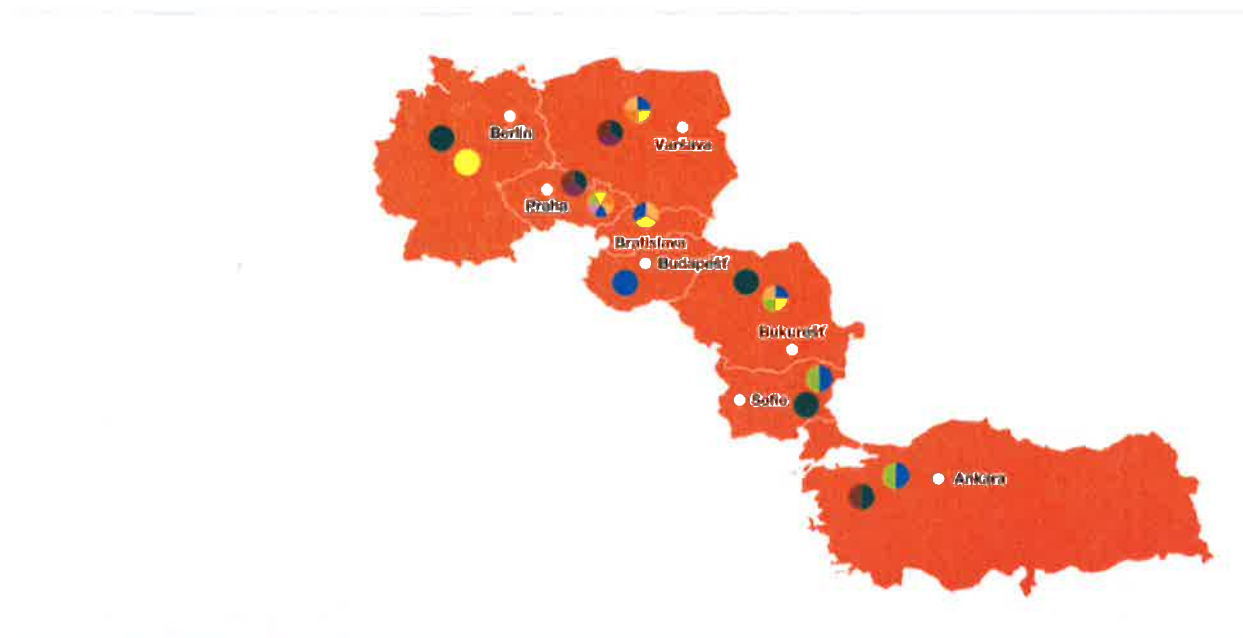 Berlin
Varšava
Praha
Bratislava
Budapešť
Bukurešť
Sofie
Ankara